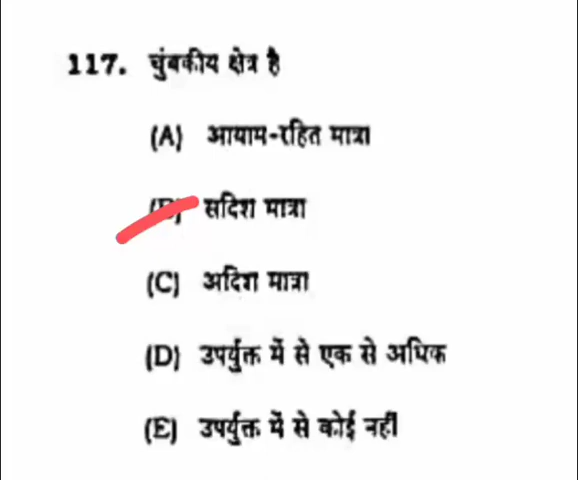 117. चुंबकीय क्षेत्र है
(A) आयाम-रहित मात्रा
(B) सदिश मात्रा
(C) अदिश मात्रा
(D) उपर्युक्त में से एक से अधिक
(E) उपर्युक्त में से कोई नहीं